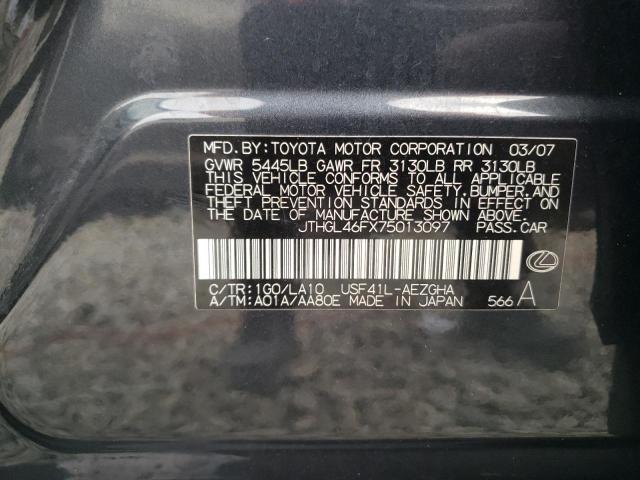 MFD. BY: TOYOTA MOTOR CORPORATION 03/07
GVWR 5445LB GAWR FR 3130LB RR 3130LB
THIS VEHICLE CONFORMS TO ALL APPLICABLE
FEDERAL MOTOR VEHICLE SAFETY, BUMPER, AND
THEFT PREVENTION STANDARDS IN EFFECT ON
THE DATE OF MANUFACTURE SHOWN ABOVE.
JTHGL46FX75013097 PASS. CAR
C/TR: 1G0/LA10 USF41L-AEZGHA
A/TM: A01A/AA80E MADE IN JAPAN 566 A